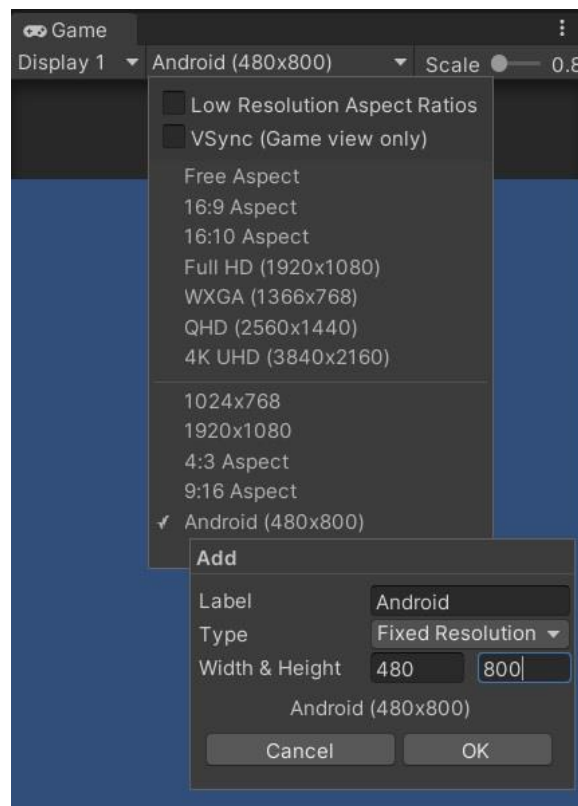 Game
Display 1 Android (480x800) Scale 0.8
Low Resolution Aspect Ratios
VSync (Game view only)
Free Aspect
16:9 Aspect
16:10 Aspect
Full HD (1920x1080)
WXGA (1366x768)
QHD (2560x1440)
4K UHD (3840x2160)
1024x768
1920x1080
4:3 Aspect
9:16 Aspect
Android (480x800)
Add
Label Android
Type Fixed Resolution
Width & Height 480 800
Android (480x800)
Cancel OK